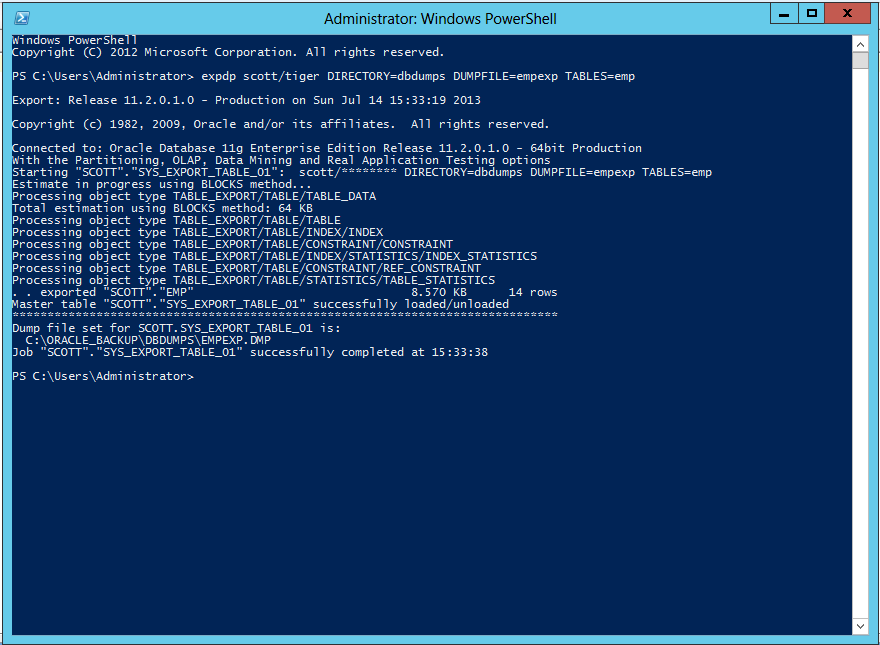 Administrator: Windows PowerShell
Windows PowerShell
Copyright (C) 2012 Microsoft Corporation. All rights reserved.
PS C:\Users\Administrator> expdp scott/tiger DIRECTORY=dbdumps DUMPFILE=empexp TABLES=emp
Export: Release 11.2.0.1.0 - Production on Sun Jul 14 15:33:19 2013
Copyright (c) 1982, 2009, Oracle and/or its affiliates.  All rights reserved.
Connected to: Oracle Database 11g Enterprise Edition Release 11.2.0.1.0 - 64bit Production
With the Partitioning, OLAP, Data Mining and Real Application Testing options
Starting "SCOTT"."SYS_EXPORT_TABLE_01":  scott/******** DIRECTORY=dbdumps DUMPFILE=empexp TABLES=emp
Estimate in progress using BLOCKS method...
Processing object type TABLE_EXPORT/TABLE/TABLE_DATA
Total estimation using BLOCKS method: 64 KB
Processing object type TABLE_EXPORT/TABLE/TABLE
Processing object type TABLE_EXPORT/TABLE/INDEX/INDEX
Processing object type TABLE_EXPORT/TABLE/CONSTRAINT/CONSTRAINT
Processing object type TABLE_EXPORT/TABLE/INDEX/STATISTICS/INDEX_STATISTICS
Processing object type TABLE_EXPORT/TABLE/CONSTRAINT/REF_CONSTRAINT
Processing object type TABLE_EXPORT/TABLE/STATISTICS/TABLE_STATISTICS
. . exported "SCOTT"."EMP"                               8.570 KB      14 rows
Master table "SCOTT"."SYS_EXPORT_TABLE_01" successfully loaded/unloaded
******************************************************************************
Dump file set for SCOTT.SYS_EXPORT_TABLE_01 is:
  C:\ORACLE_BACKUP\DBDUMPS\EMPEXP.DMP
Job "SCOTT"."SYS_EXPORT_TABLE_01" successfully completed at 15:33:38
PS C:\Users\Administrator>